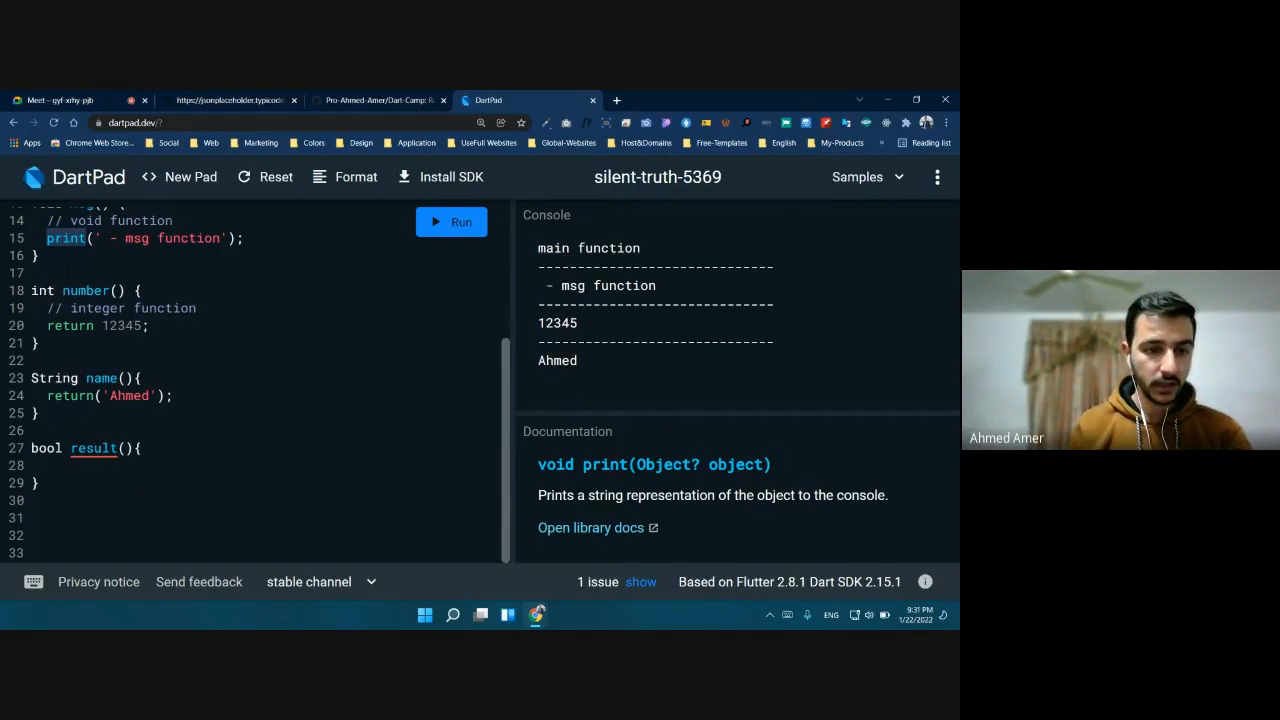 Meet – gyf-xrhy-pjb
https://jsonplaceholder.typicode
Pro-Ahmed-Amer/Dart-Camp: R
DartPad
dartpad.dev/?
Apps
Chrome Web Store...
Social
Web
Marketing
Colors
Design
Application
UseFull Websites
Global-Websites
Host&Domains
Free-Templates
English
My-Products
»
Reading list
DartPad
<> New Pad
Reset
Format
Install SDK
silent-truth-5369
Samples
14 // void function
15 print(' - msg function');
16 }
17
18 int number() {
19 // integer function
20 return 12345;
21 }
22
23 String name(){
24 return('Ahmed');
25 }
26
27 bool result(){
28
29 }
30
31
32
33
Run
Console
main function
------------------------------
- msg function
------------------------------
12345
------------------------------
Ahmed
Documentation
void print(Object? object)
Prints a string representation of the object to the console.
Open library docs
Privacy notice
Send feedback
stable channel
1 issue show
Based on Flutter 2.8.1 Dart SDK 2.15.1
ENG
9:31 PM
1/22/2022
Ahmed Amer